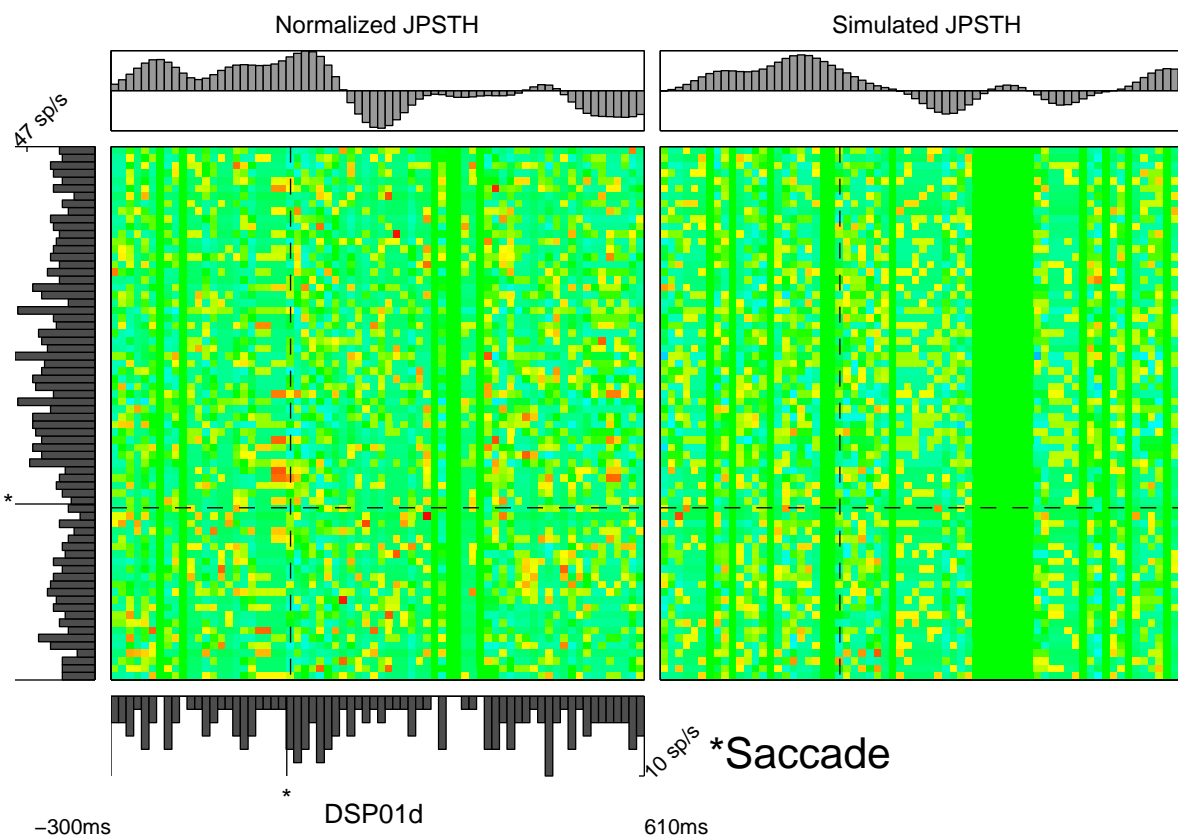 Normalized JPSTH
Simulated JPSTH
47 sp/s
*
10 sp/s
*Saccade
*
DSP01d
−300ms
610ms